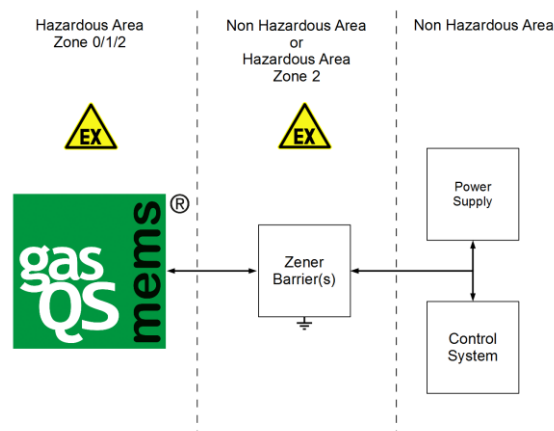 Hazardous Area
Zone 0/1/2
Non Hazardous Area
or
Hazardous Area
Zone 2
Non Hazardous Area
EX
EX
gas
QS
mems
®
Zener
Barrier(s)
Power
Supply
Control
System